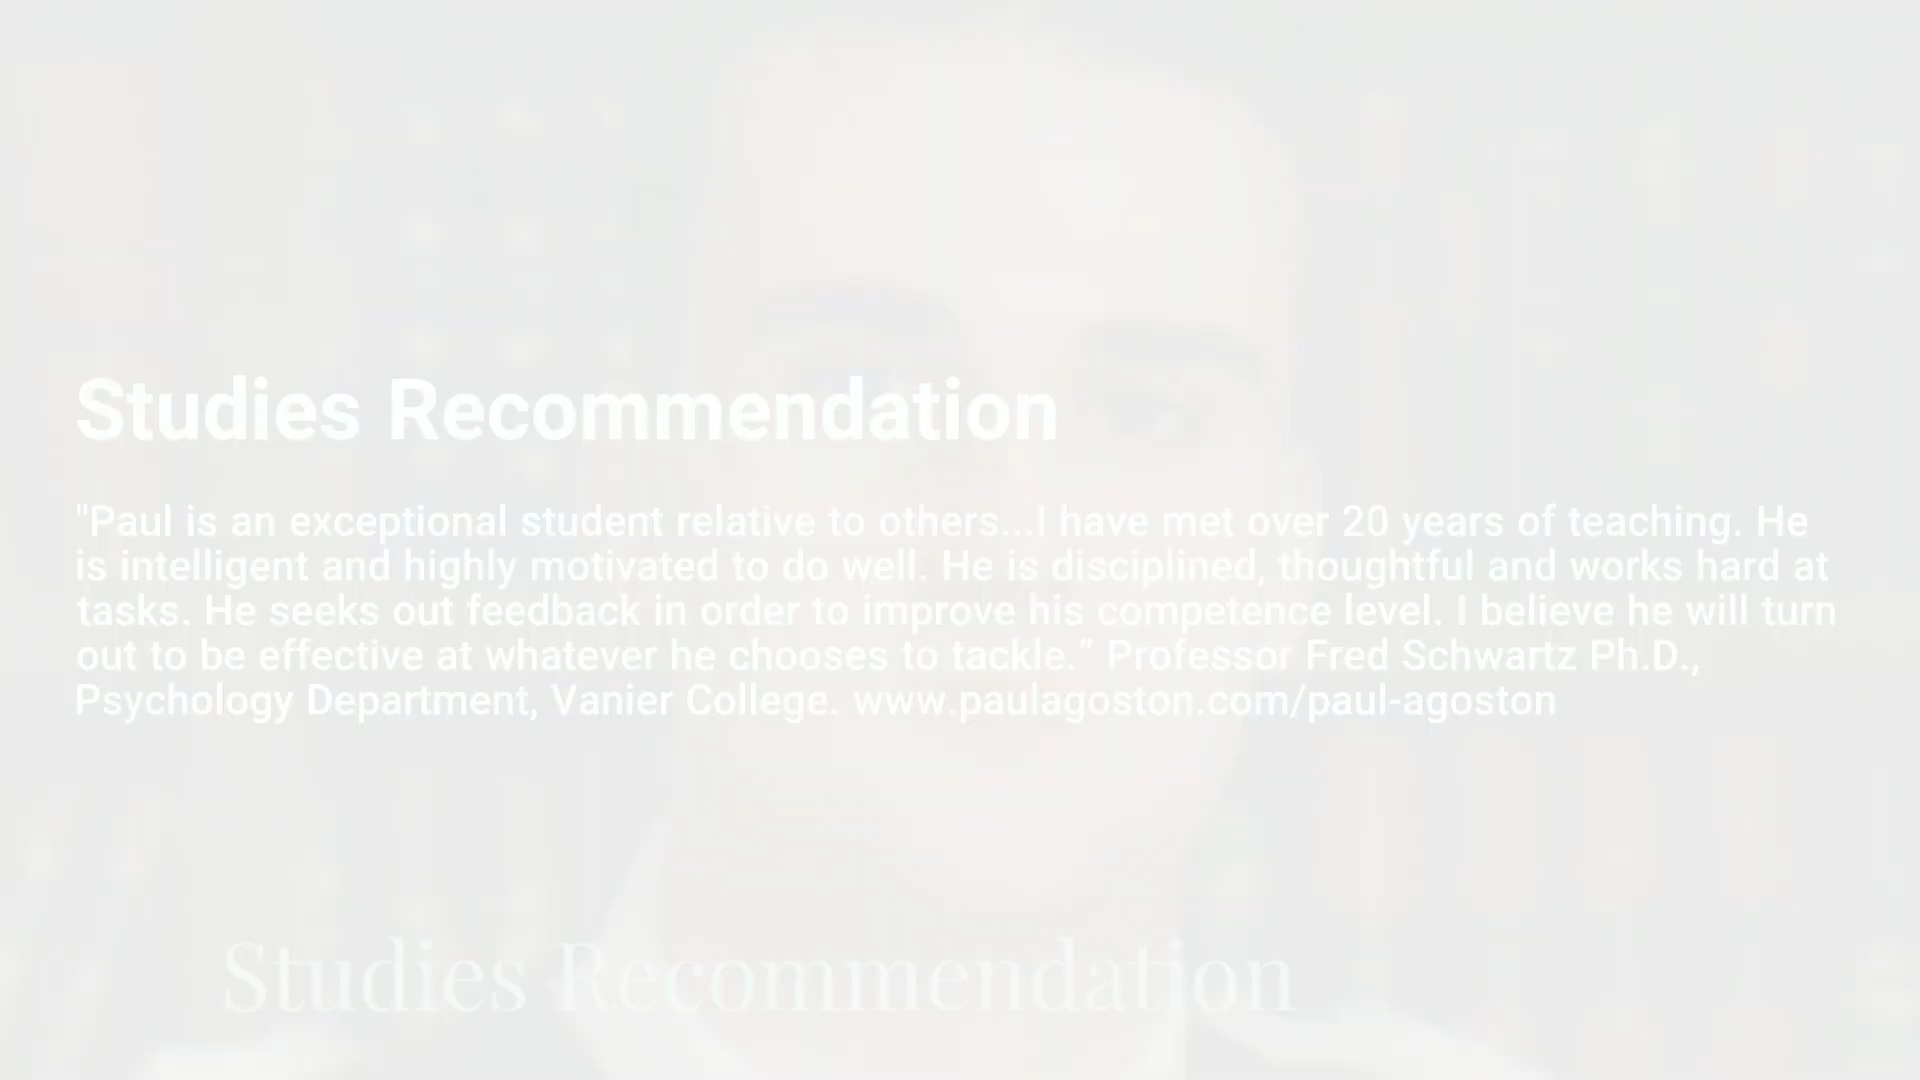 Studies Recommendation
"Paul is an exceptional student relative to others...I have met over 20 years of teaching. He
is intelligent and highly motivated to do well. He is disciplined, thoughtful and works hard at
tasks. He seeks out feedback in order to improve his competence level. I believe he will turn
out to be effective at whatever he chooses to tackle.” Professor Fred Schwartz Ph.D.,
Psychology Department, Vanier College. www.paulagoston.com/paul-agoston
Studies Recommendation